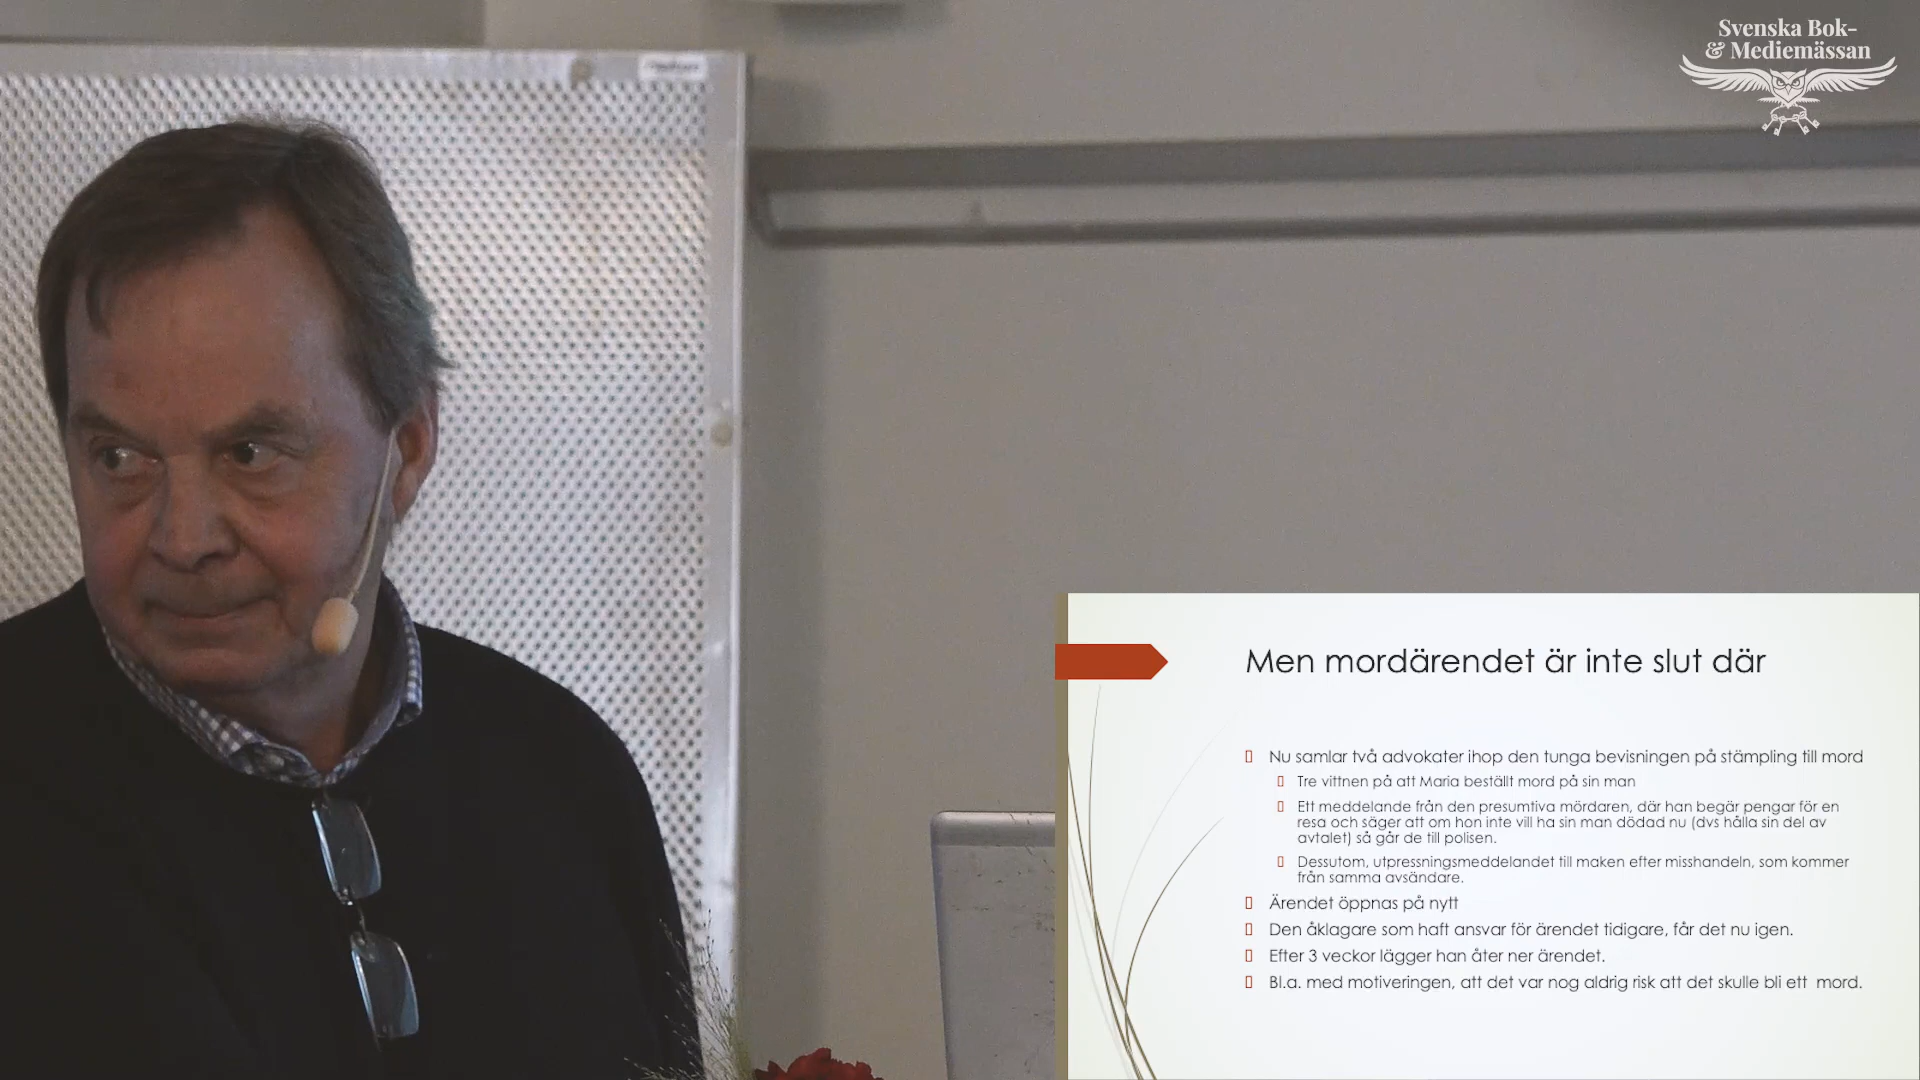 Svenska Bok-
& Mediemässan
Men mordärendet är inte slut där
Nu samlar två advokater ihop den tunga bevisningen på stämpling till mord
Tre vittnen på att Maria beställt mord på sin man
Ett meddelande från den presumtiva mördaren, där han begär pengar för en
resa och säger att om hon inte vill ha sin man dödad nu (dvs hålla sin del av
avtalet) så går de till polisen.
Dessutom, utpressningsmeddelandet till maken efter misshandeln, som kommer
från samma avsändare.
Ärendet öppnas på nytt
Den åklagare som haft ansvar för ärendet tidigare, får det nu igen.
Efter 3 veckor lägger han åter ner ärendet.
Bl.a. med motiveringen, att det var nog aldrig risk att det skulle bli ett  mord.